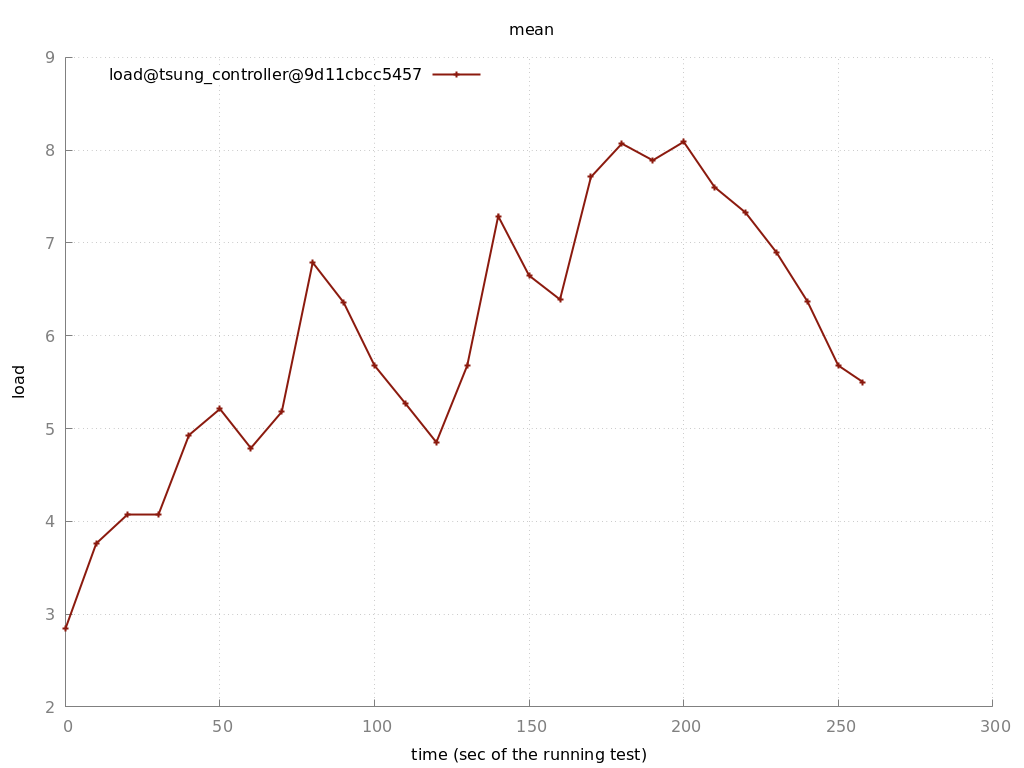 mean
9
load@tsung_controller@9d11cbcc5457
8
7
6
load
5
4
3
2
0 50 100 150 200 250 300
time (sec of the running test)